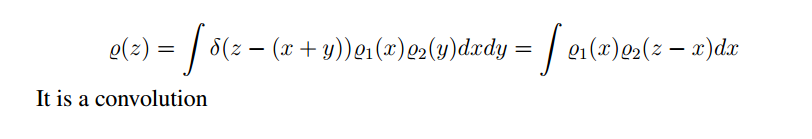 ϱ(z) = ∫ δ(z − (x + y))ϱ₁(x)ϱ₂(y)dxdy = ∫ ϱ₁(x)ϱ₂(z − x)dx
It is a convolution